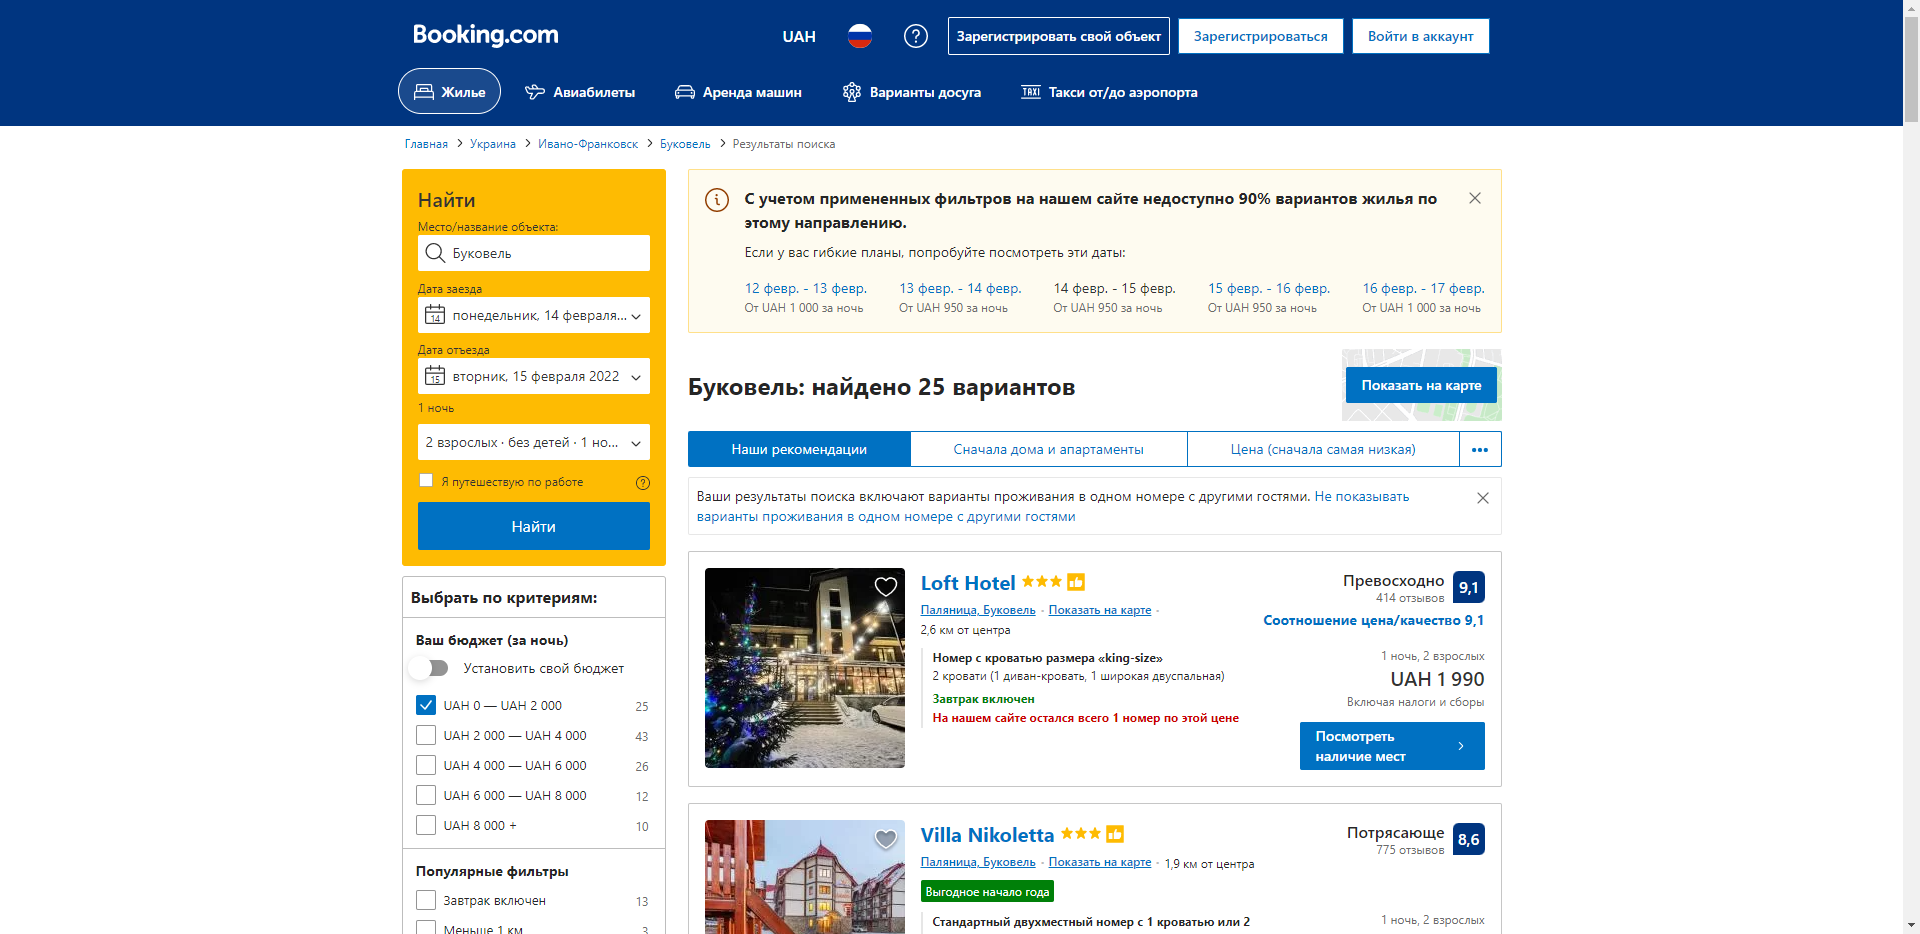 Booking.com
UAH
Зарегистрировать свой объект
Зарегистрироваться
Войти в аккаунт
Жилье
Авиабилеты
Аренда машин
Варианты досуга
TAXI
Такси от/до аэропорта
Главная > Украина > Ивано-Франковск > Буковель > Результаты поиска
Найти
Место/название объекта:
Буковель
Дата заезда
14
понедельник, 14 февраля...
Дата отъезда
15
вторник, 15 февраля 2022
1 ночь
2 взрослых · без детей · 1 но...
Я путешествую по работе
Найти
Выбрать по критериям:
Ваш бюджет (за ночь)
Установить свой бюджет
UAH 0 — UAH 2 000 25
UAH 2 000 — UAH 4 000 43
UAH 4 000 — UAH 6 000 26
UAH 6 000 — UAH 8 000 12
UAH 8 000 + 10
Популярные фильтры
Завтрак включен 13
Меньше 1 км 3
С учетом примененных фильтров на нашем сайте недоступно 90% вариантов жилья по
этому направлению.
Если у вас гибкие планы, попробуйте посмотреть эти даты:
12 февр. - 13 февр.
От UAH 1 000 за ночь
13 февр. - 14 февр.
От UAH 950 за ночь
14 февр. - 15 февр.
От UAH 950 за ночь
15 февр. - 16 февр.
От UAH 950 за ночь
16 февр. - 17 февр.
От UAH 1 000 за ночь
Буковель: найдено 25 вариантов
Показать на карте
Наши рекомендации
Сначала дома и апартаменты
Цена (сначала самая низкая)
Ваши результаты поиска включают варианты проживания в одном номере с другими гостями. Не показывать
варианты проживания в одном номере с другими гостями
Loft Hotel
Паляница, Буковель · Показать на карте ·
2,6 км от центра
Номер с кроватью размера «king-size»
2 кровати (1 диван-кровать, 1 широкая двуспальная)
Завтрак включен
На нашем сайте остался всего 1 номер по этой цене
Превосходно
414 отзывов
9,1
Соотношение цена/качество 9,1
1 ночь, 2 взрослых
UAH 1 990
Включая налоги и сборы
Посмотреть
наличие мест
Villa Nikoletta
Паляница, Буковель · Показать на карте · 1,9 км от центра
Выгодное начало года
Стандартный двухместный номер с 1 кроватью или 2
Потрясающе
775 отзывов
8,6
1 ночь, 2 взрослых